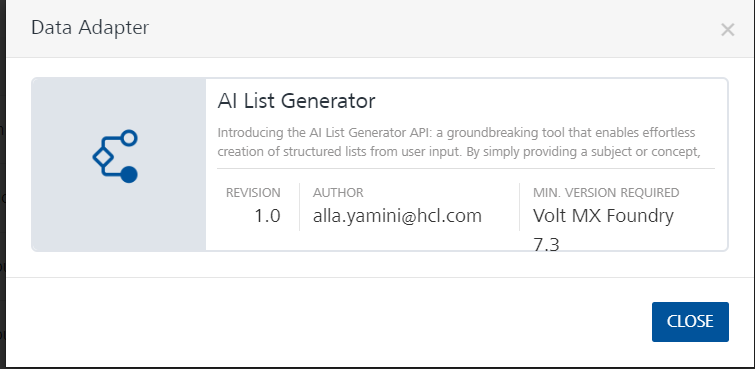 Data Adapter
AI List Generator
Introducing the AI List Generator API: a groundbreaking tool that enables effortless
creation of structured lists from user input. By simply providing a subject or concept,
REVISION
1.0
AUTHOR
alla.yamini@hcl.com
MIN. VERSION REQUIRED
Volt MX Foundry
7.3
CLOSE